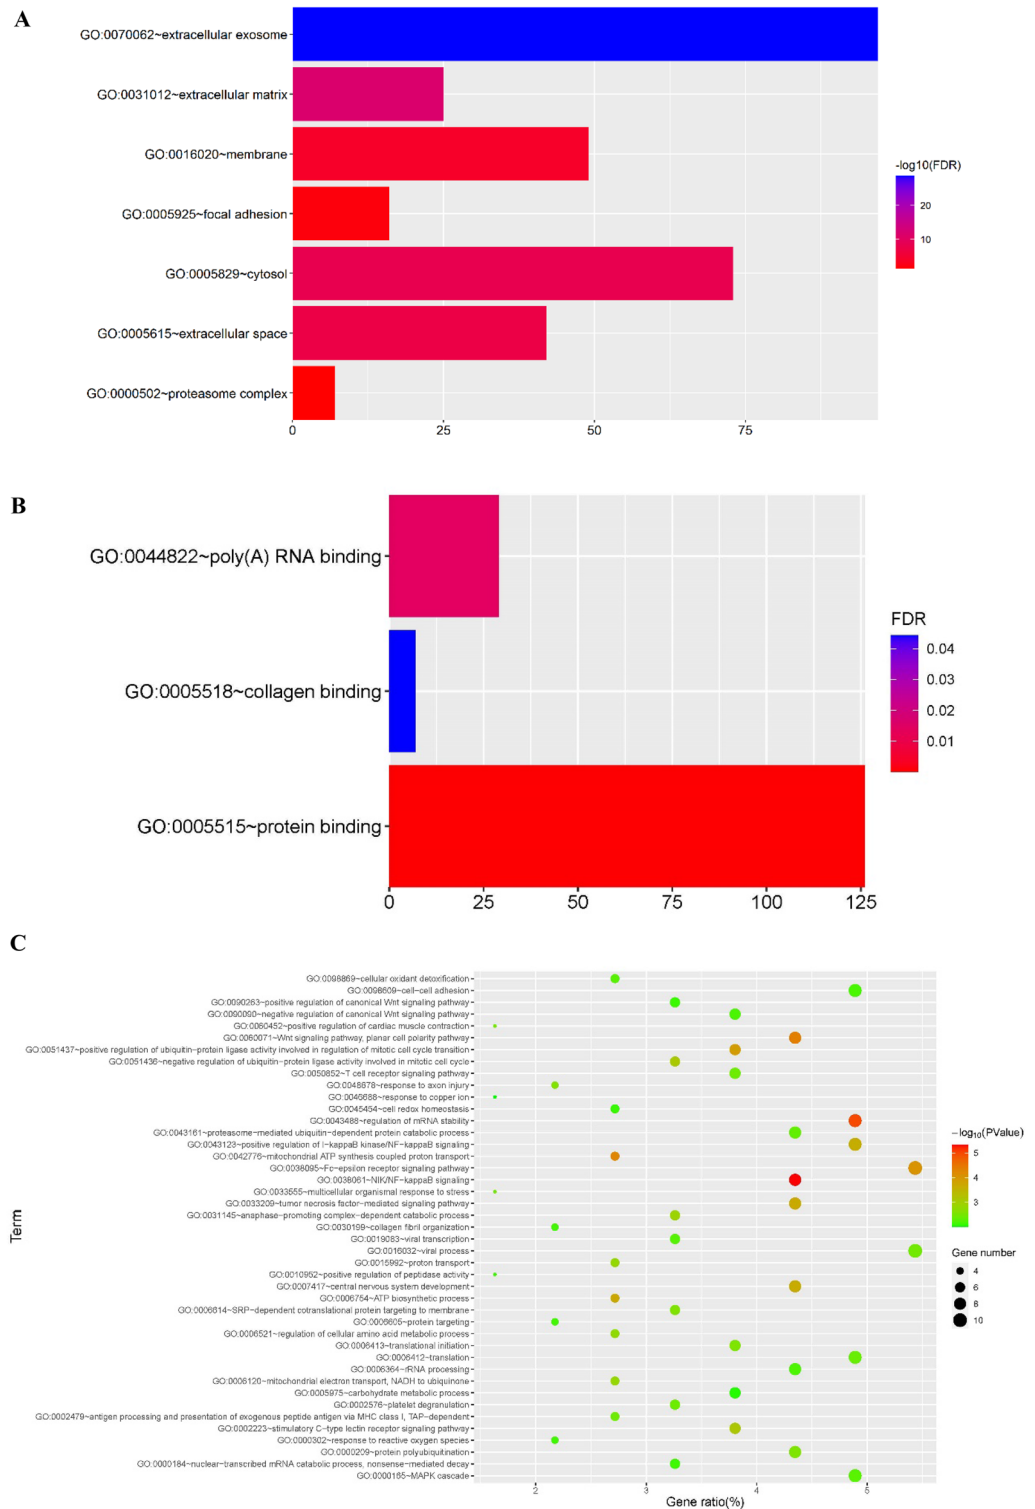 A
GO:0070062~extracellular exosome
GO:0031012~extracellular matrix
GO:0016020~membrane
GO:0005925~focal adhesion
GO:0005829~cytosol
GO:0005615~extracellular space
GO:0000502~proteasome complex
0 25 50 75
-log10(FDR)
20
10
B
GO:0044822~poly(A) RNA binding
GO:0005518~collagen binding
GO:0005515~protein binding
0 25 50 75 100 125
FDR
0.04
0.03
0.02
0.01
C
Term
GO:0098869~cellular oxidant detoxification
GO:0098609~cell-cell adhesion
GO:0090263~positive regulation of canonical Wnt signaling pathway
GO:0090090~negative regulation of canonical Wnt signaling pathway
GO:0060452~positive regulation of cardiac muscle contraction
GO:0060071~Wnt signaling pathway, planar cell polarity pathway
GO:0051437~positive regulation of ubiquitin-protein ligase activity involved in regulation of mitotic cell cycle transition
GO:0051436~negative regulation of ubiquitin-protein ligase activity involved in mitotic cell cycle
GO:0050852~T cell receptor signaling pathway
GO:0048678~response to axon injury
GO:0046688~response to copper ion
GO:0045454~cell redox homeostasis
GO:0043488~regulation of mRNA stability
GO:0043161~proteasome-mediated ubiquitin-dependent protein catabolic process
GO:0043123~positive regulation of I-kappaB kinase/NF-kappaB signaling
GO:0042776~mitochondrial ATP synthesis coupled proton transport
GO:0038095~Fc-epsilon receptor signaling pathway
GO:0038061~NIK/NF-kappaB signaling
GO:0033555~multicellular organismal response to stress
GO:0033209~tumor necrosis factor-mediated signaling pathway
GO:0031145~anaphase-promoting complex-dependent catabolic process
GO:0030199~collagen fibril organization
GO:0019083~viral transcription
GO:0016032~viral process
GO:0015992~proton transport
GO:0010952~positive regulation of peptidase activity
GO:0007417~central nervous system development
GO:0006754~ATP biosynthetic process
GO:0006614~SRP-dependent cotranslational protein targeting to membrane
GO:0006605~protein targeting
GO:0006521~regulation of cellular amino acid metabolic process
GO:0006413~translational initiation
GO:0006412~translation
GO:0006364~rRNA processing
GO:0006120~mitochondrial electron transport, NADH to ubiquinone
GO:0005975~carbohydrate metabolic process
GO:0002576~platelet degranulation
GO:0002479~antigen processing and presentation of exogenous peptide antigen via MHC class I, TAP-dependent
GO:0002223~stimulatory C-type lectin receptor signaling pathway
GO:0000302~response to reactive oxygen species
GO:0000209~protein polyubiquitination
GO:0000184~nuclear-transcribed mRNA catabolic process, nonsense-mediated decay
GO:0000165~MAPK cascade
2 3 4 5
Gene ratio(%)
−log₁₀(PValue)
5
4
3
Gene number
4
6
8
10